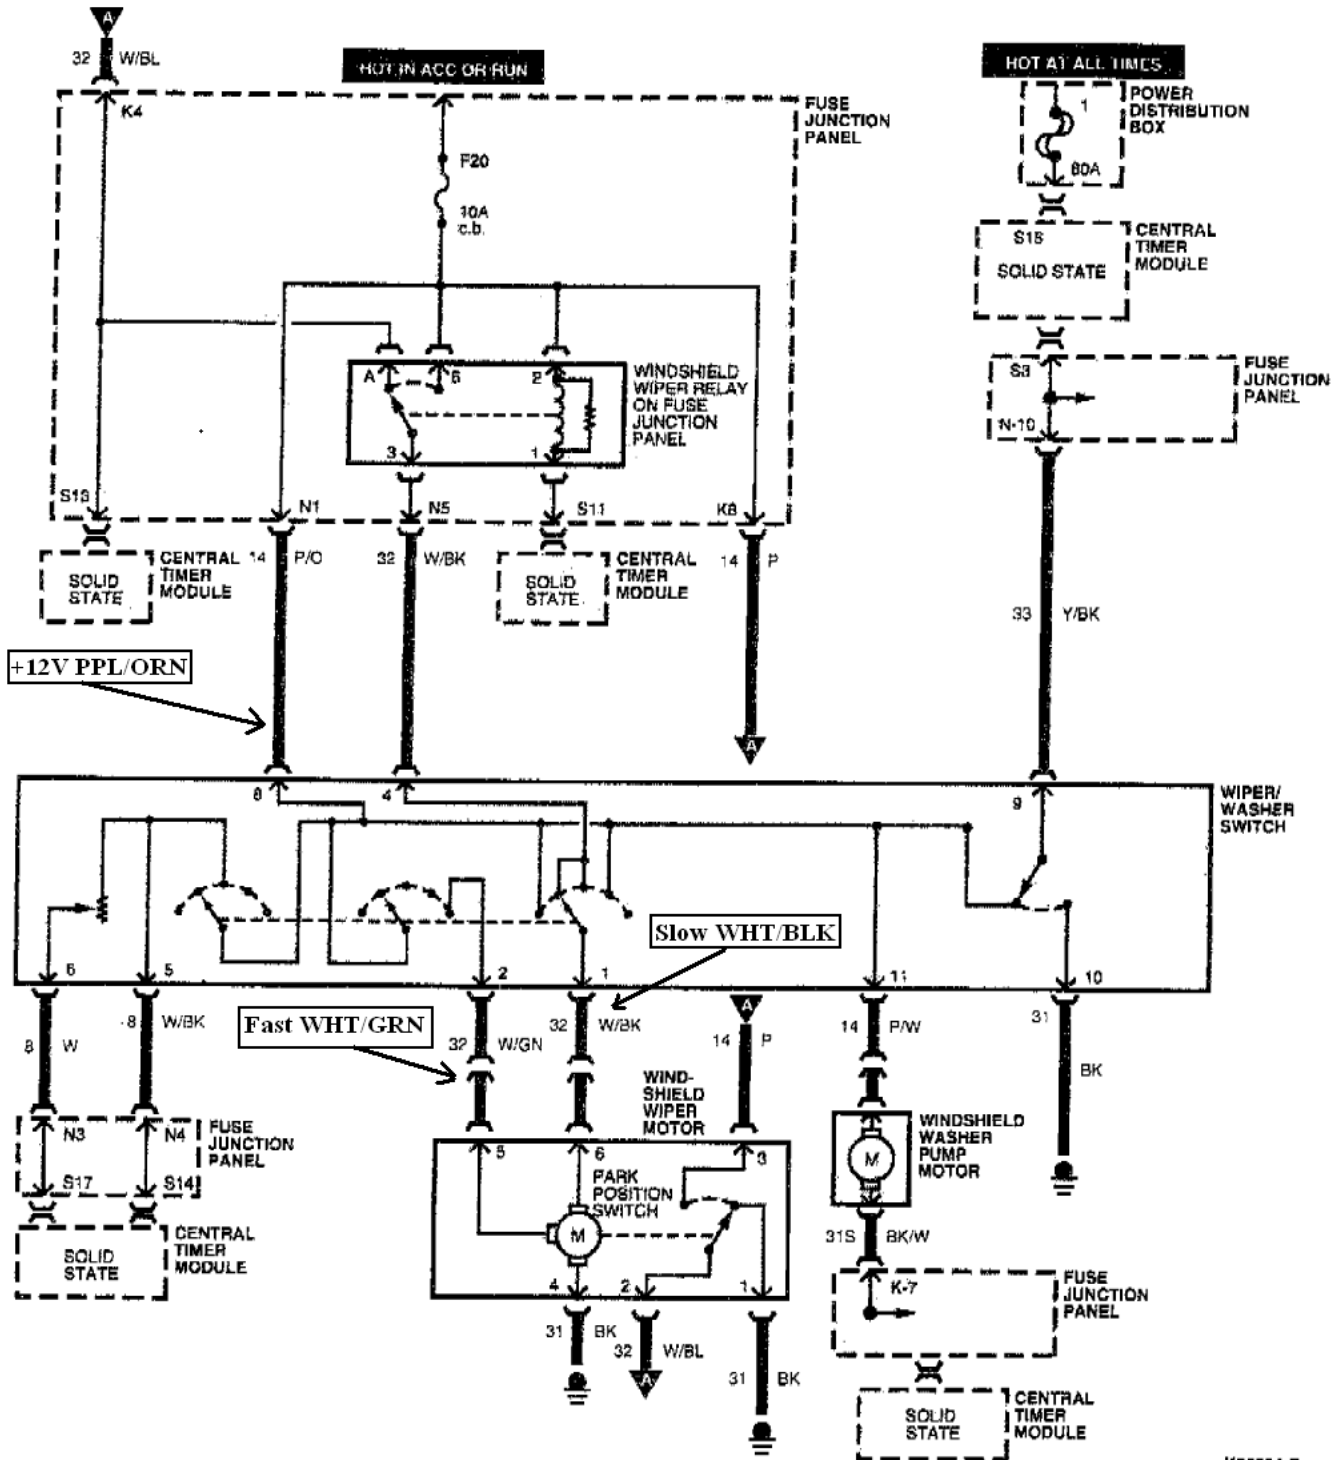 A
32 W/BL
HOT IN ACC OR RUN
HOT AT ALL TIMES
K4
FUSE
JUNCTION
PANEL
1
POWER
DISTRIBUTION
BOX
F20
10A
c.b.
80A
S16
SOLID STATE
CENTRAL
TIMER
MODULE
A 6 2
WINDSHIELD
WIPER RELAY
ON FUSE
JUNCTION
PANEL
S3
N-10
FUSE
JUNCTION
PANEL
3 1
S13 N1 N5 S11 K8
SOLID
STATE
CENTRAL
TIMER
MODULE
14 P/O
32 W/BK
SOLID
STATE
CENTRAL
TIMER
MODULE
14 P
33 Y/BK
+12V PPL/ORN
A
8 4 9
WIPER/
WASHER
SWITCH
Slow WHT/BLK
6 5 2 1 11 10
8 W
8 W/BK
Fast WHT/GRN
32 W/GN
32 W/BK
A
14 P
14 P/W
31
BK
WIND-
SHIELD
WIPER
MOTOR
N3 N4
S17 S14
FUSE
JUNCTION
PANEL
5 6 3
PARK
POSITION
SWITCH
M
4 2 1
M
WINDSHIELD
WASHER
PUMP
MOTOR
SOLID
STATE
CENTRAL
TIMER
MODULE
31S BK/W
K-7
FUSE
JUNCTION
PANEL
31 BK
32 W/BL
A
31 BK
SOLID
STATE
CENTRAL
TIMER
MODULE